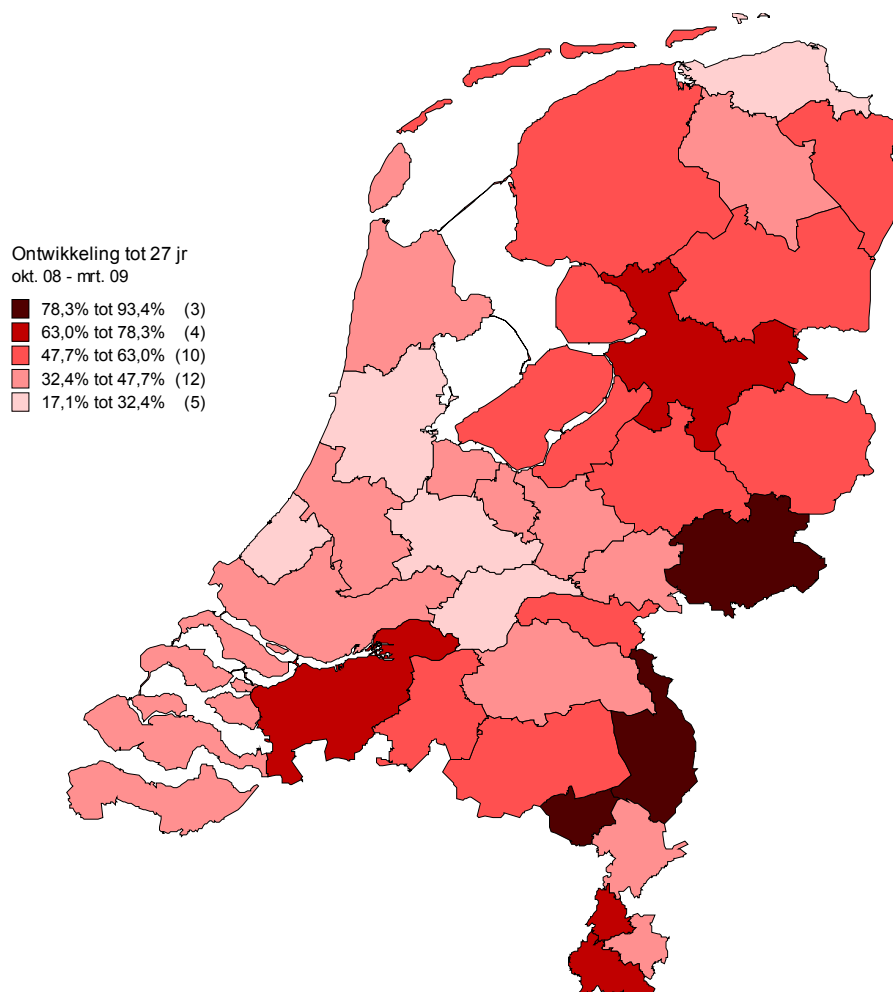 Ontwikkeling tot 27 jr
okt. 08 - mrt. 09
78,3% tot 93,4% (3)
63,0% tot 78,3% (4)
47,7% tot 63,0% (10)
32,4% tot 47,7% (12)
17,1% tot 32,4% (5)